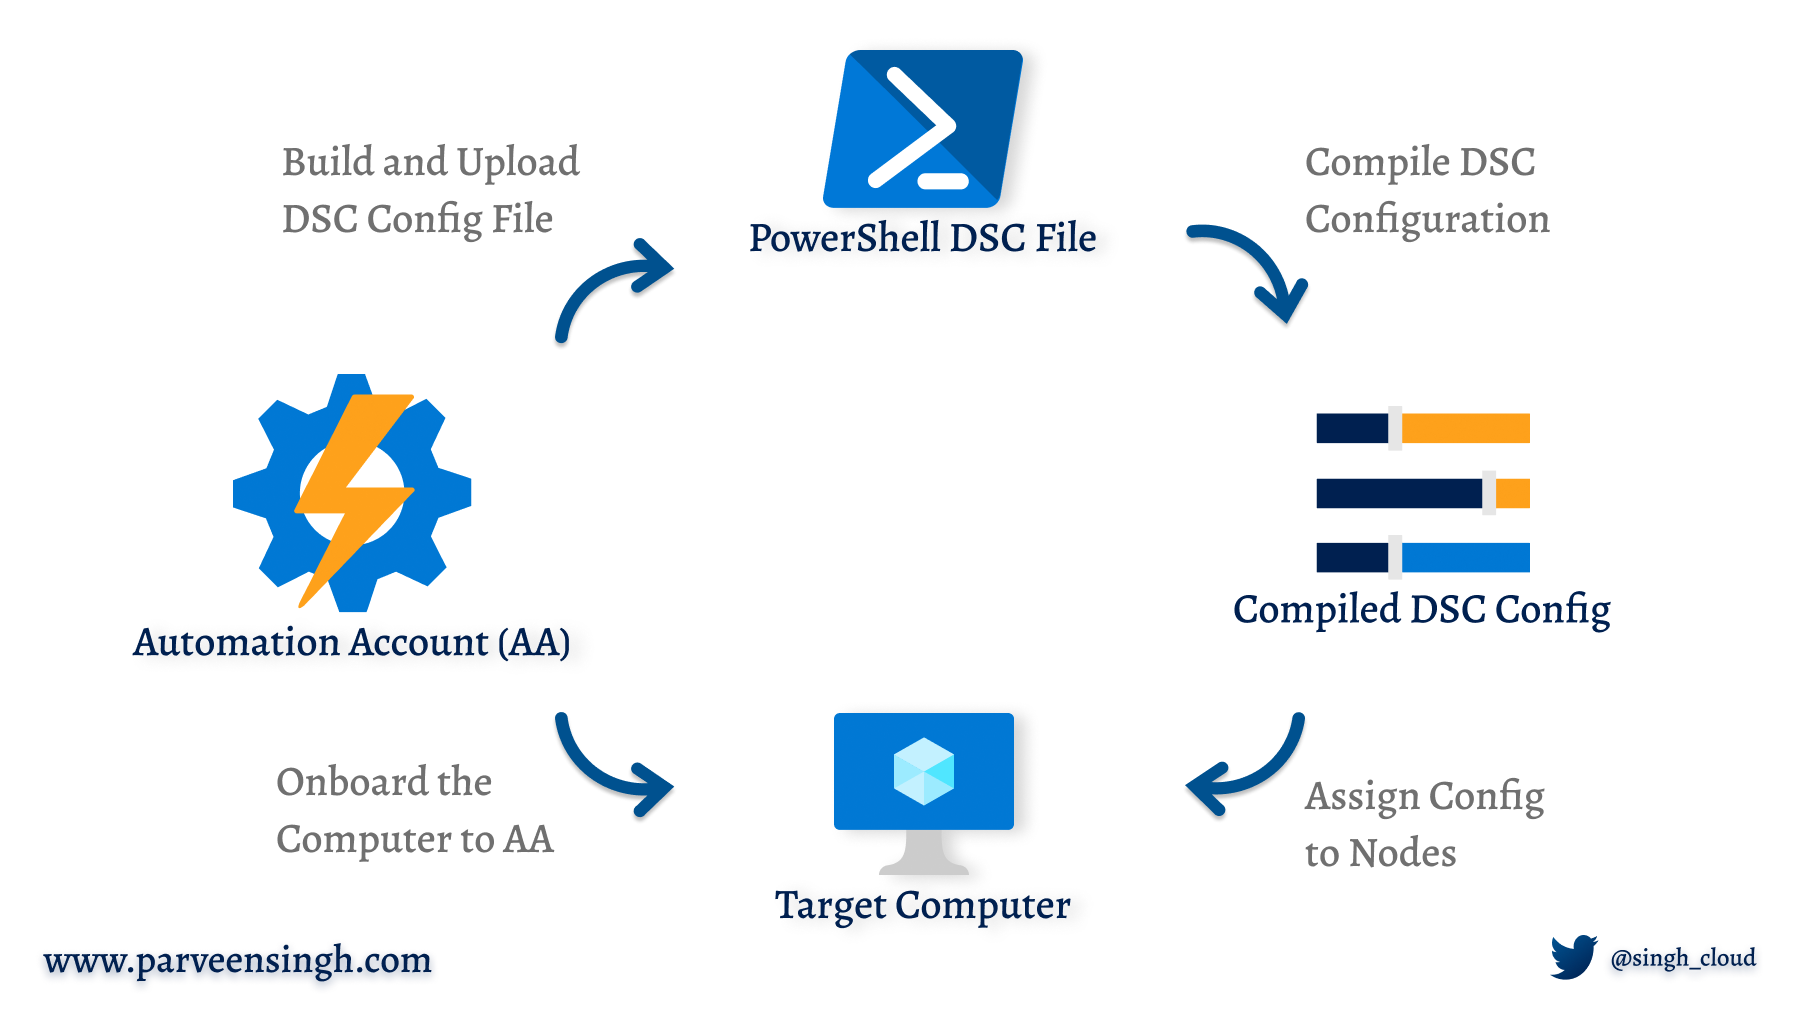 Build and Upload
DSC Config File
PowerShell DSC File
Compile DSC
Configuration
Automation Account (AA)
Compiled DSC Config
Onboard the
Computer to AA
Target Computer
Assign Config
to Nodes
www.parveensingh.com
@singh_cloud